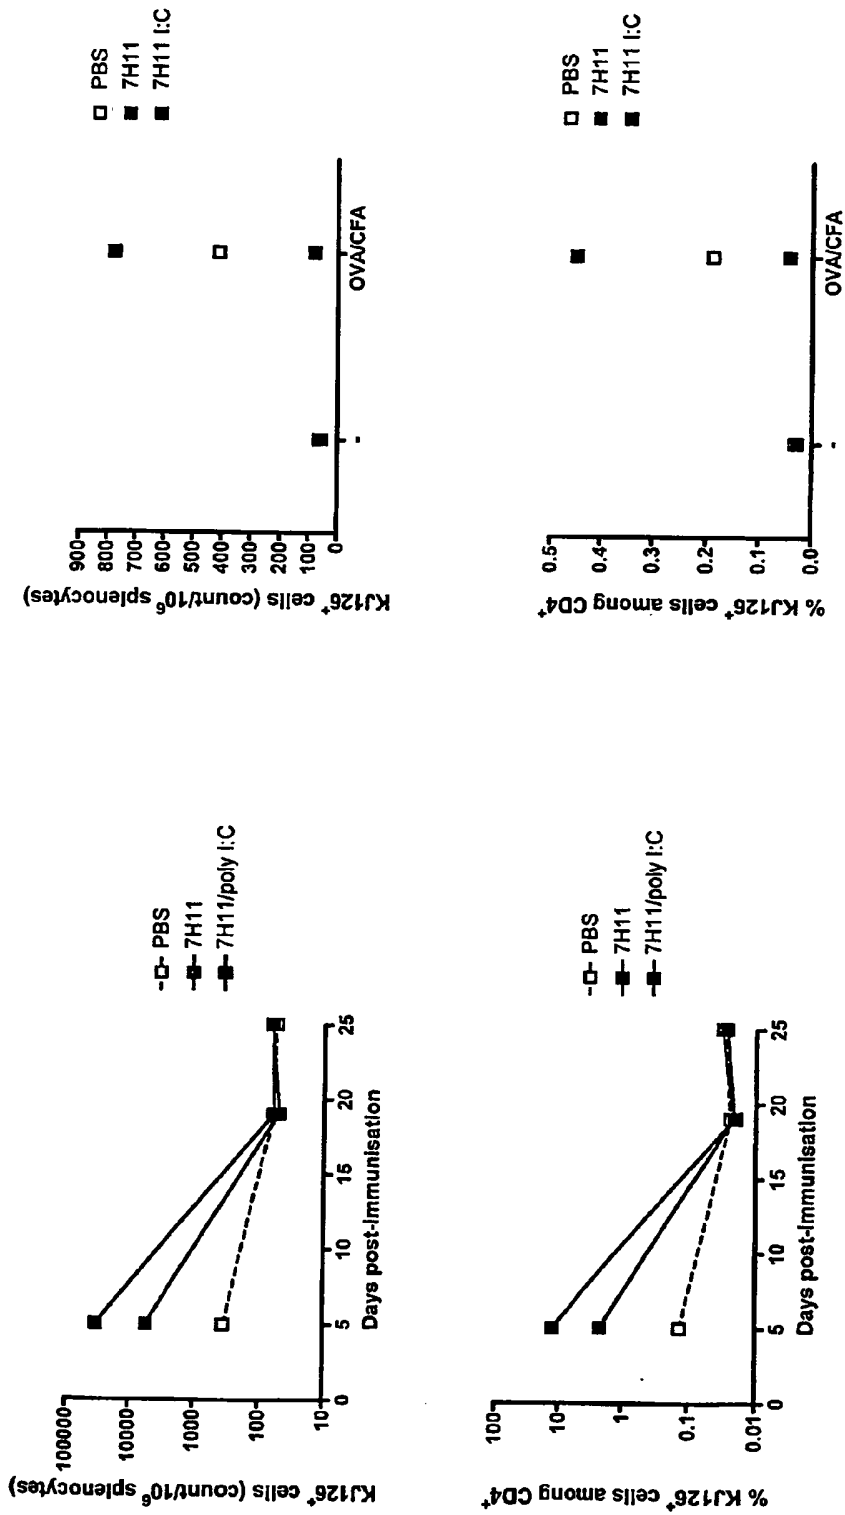 KJ126⁺ cells (count/10⁶ splenocytes)
100000
10000
1000
100
10
0 5 10 15 20 25
Days post-Immunisation
PBS
7H11
7H11/poly I:C
KJ126⁺ cells (count/10⁶ splenocytes)
900
800
700
600
500
400
300
200
100
0
- OVA/CFA
PBS
7H11
7H11 I:C
% KJ126⁺ cells among CD4⁺
100
10
1
0.1
0.01
0 5 10 15 20 25
Days post-Immunisation
PBS
7H11
7H11/poly I:C
% KJ126⁺ cells among CD4⁺
0.5
0.4
0.3
0.2
0.1
0.0
- OVA/CFA
PBS
7H11
7H11 I:C